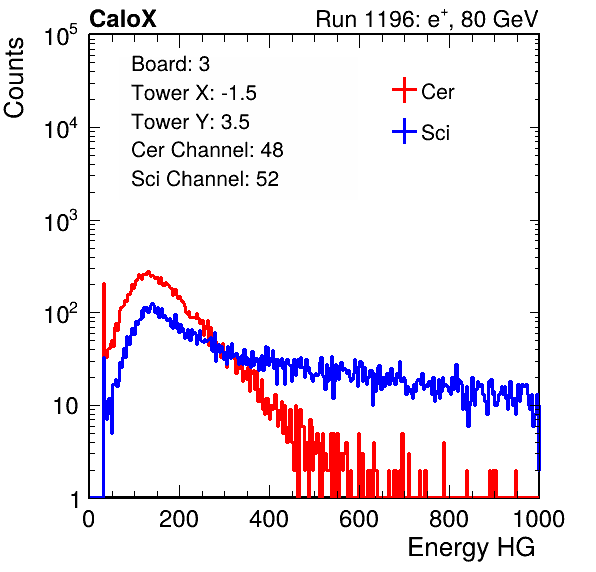 CaloX Run 1196: e+, 80 GeV
Counts
10^5
10^4
10^3
10^2
10
1
Board: 3
Tower X: -1.5
Tower Y: 3.5
Cer Channel: 48
Sci Channel: 52
Cer
Sci
0 200 400 600 800 1000
Energy HG